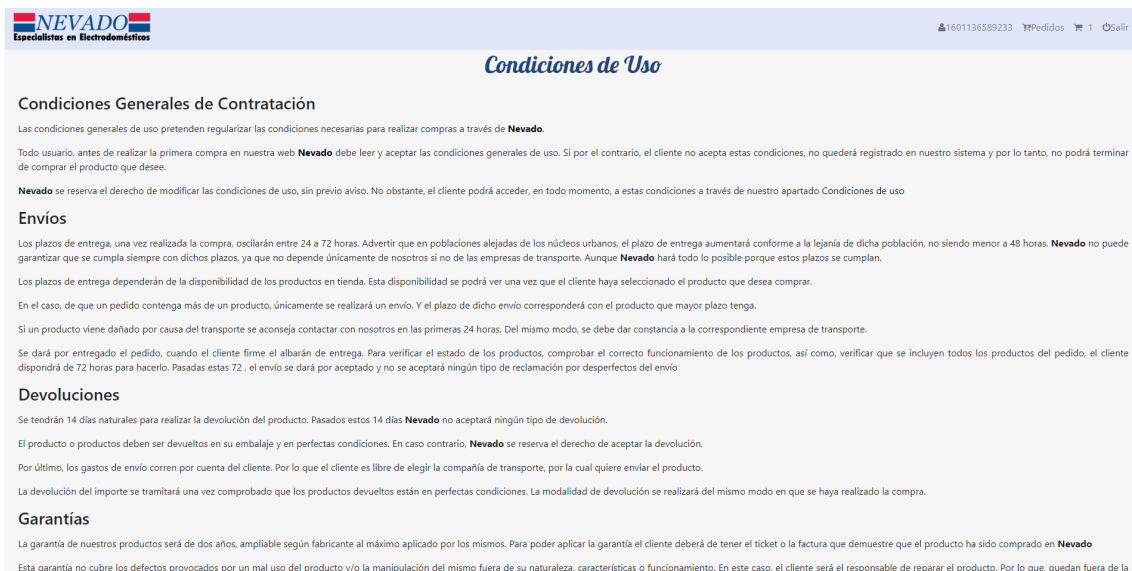 NEVADO
Especialistas en Electrodomésticos
1601136589233 Pedidos 1 Salir
Condiciones de Uso
Condiciones Generales de Contratación
Las condiciones generales de uso pretenden regularizar las condiciones necesarias para realizar compras a través de Nevado.
Todo usuario, antes de realizar la primera compra en nuestra web Nevado debe leer y aceptar las condiciones generales de uso. Si por el contrario, el cliente no acepta estas condiciones, no quederá registrado en nuestro sistema y por lo tanto, no podrá terminar
de comprar el producto que desee.
Nevado se reserva el derecho de modificar las condiciones de uso, sin previo aviso. No obstante, el cliente podrá acceder, en todo momento, a estas condiciones a través de nuestro apartado Condiciones de uso
Envíos
Los plazos de entrega, una vez realizada la compra, oscilarán entre 24 a 72 horas. Advertir que en poblaciones alejadas de los núcleos urbanos, el plazo de entrega aumentará conforme a la lejanía de dicha población, no siendo menor a 48 horas. Nevado no puede
garantizar que se cumpla siempre con dichos plazos, ya que no depende únicamente de nosotros si no de las empresas de transporte. Aunque Nevado hará todo lo posible porque estos plazos se cumplan.
Los plazos de entrega dependerán de la disponibilidad de los productos en tienda. Esta disponibilidad se podrá ver una vez que el cliente haya seleccionado el producto que desea comprar.
En el caso, de que un pedido contenga más de un producto, únicamente se realizará un envío. Y el plazo de dicho envío corresponderá con el producto que mayor plazo tenga.
Si un producto viene dañado por causa del transporte se aconseja contactar con nosotros en las primeras 24 horas. Del mismo modo, se debe dar constancia a la correspondiente empresa de transporte.
Se dará por entregado el pedido, cuando el cliente firme el albarán de entrega. Para verificar el estado de los productos, comprobar el correcto funcionamiento de los productos, así como, verificar que se incluyen todos los productos del pedido, el cliente
dispondrá de 72 horas para hacerlo. Pasadas estas 72 , el envío se dará por aceptado y no se aceptará ningún tipo de reclamación por desperfectos del envío
Devoluciones
Se tendrán 14 días naturales para realizar la devolución del producto. Pasados estos 14 días Nevado no aceptará ningún tipo de devolución.
El producto o productos deben ser devueltos en su embalaje y en perfectas condiciones. En caso contrario, Nevado se reserva el derecho de aceptar la devolución.
Por último, los gastos de envío corren por cuenta del cliente. Por lo que el cliente es libre de elegir la compañía de transporte, por la cual quiere enviar el producto.
La devolución del importe se tramitará una vez comprobado que los productos devueltos están en perfectas condiciones. La modalidad de devolución se realizará del mismo modo en que se haya realizado la compra.
Garantías
La garantía de nuestros productos será de dos años, ampliable según fabricante al máximo aplicado por los mismos. Para poder aplicar la garantía el cliente deberá de tener el ticket o la factura que demuestre que el producto ha sido comprado en Nevado
Esta garantía no cubre los defectos provocados por un mal uso del producto y/o la manipulación del mismo fuera de su naturaleza, características o funcionamiento. En este caso, el cliente será el responsable de reparar el producto. Por lo que, quedan fuera de la